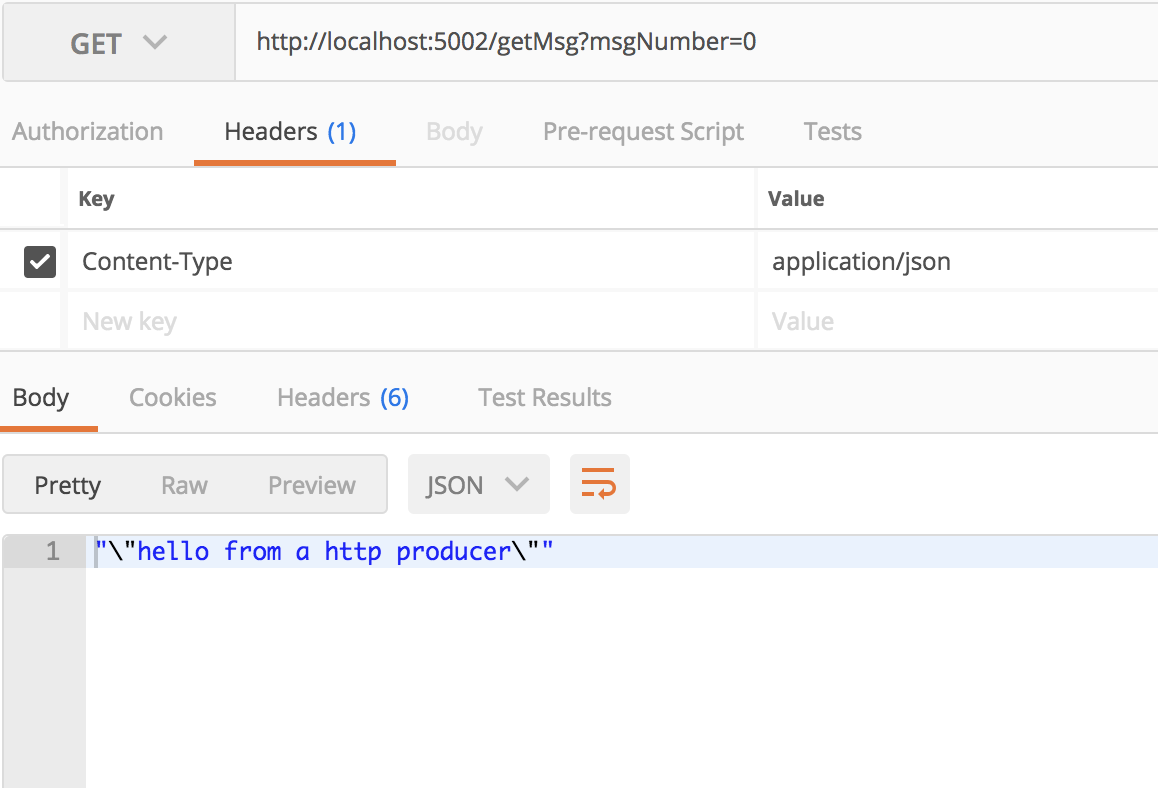 GET http://localhost:5002/getMsg?msgNumber=0
Authorization Headers (1) Body Pre-request Script Tests
Key Value
Content-Type application/json
New key Value
Body Cookies Headers (6) Test Results
Pretty Raw Preview JSON
1 "\"hello from a http producer\""